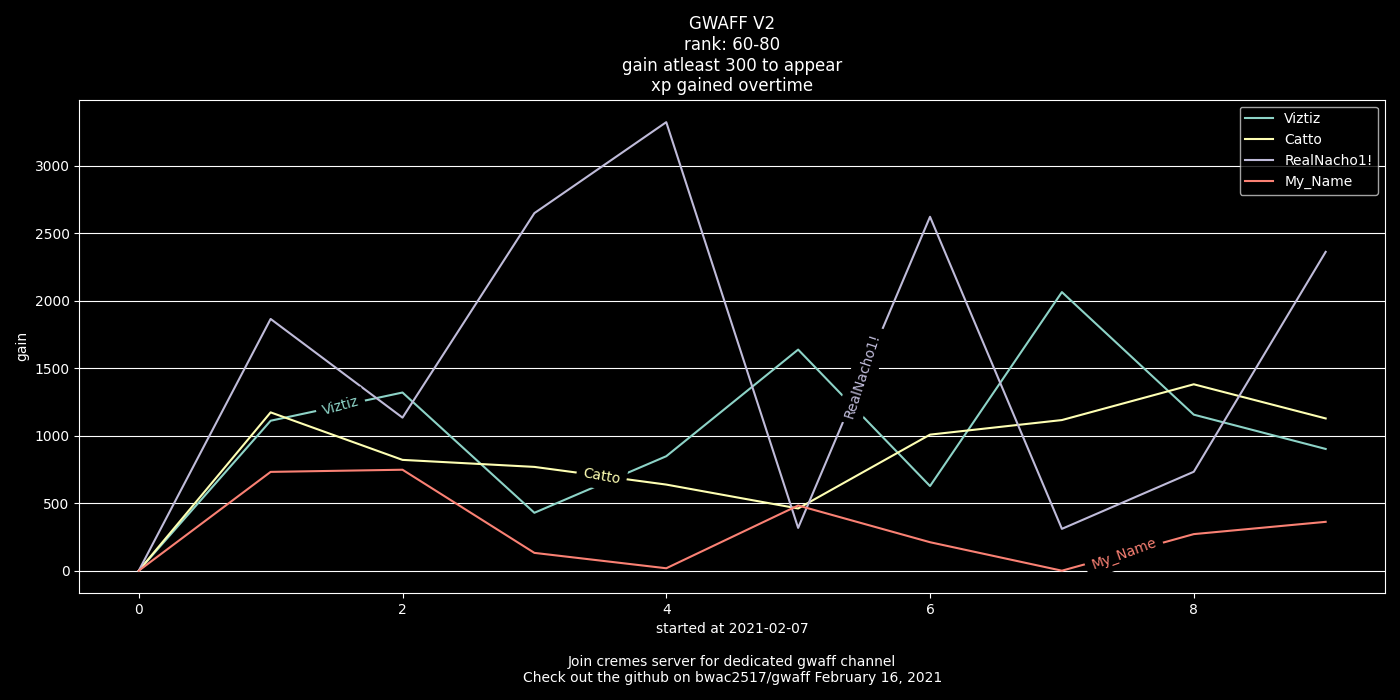 GWAFF V2
rank: 60-80
gain atleast 300 to appear
xp gained overtime
Viztiz
Catto
RealNacho1!
My_Name
3000
2500
2000
1500
1000
500
0
gain
Viztiz
Catto
RealNacho1!
My_Name
0 2 4 6 8
started at 2021-02-07
Join cremes server for dedicated gwaff channel
Check out the github on bwac2517/gwaff February 16, 2021